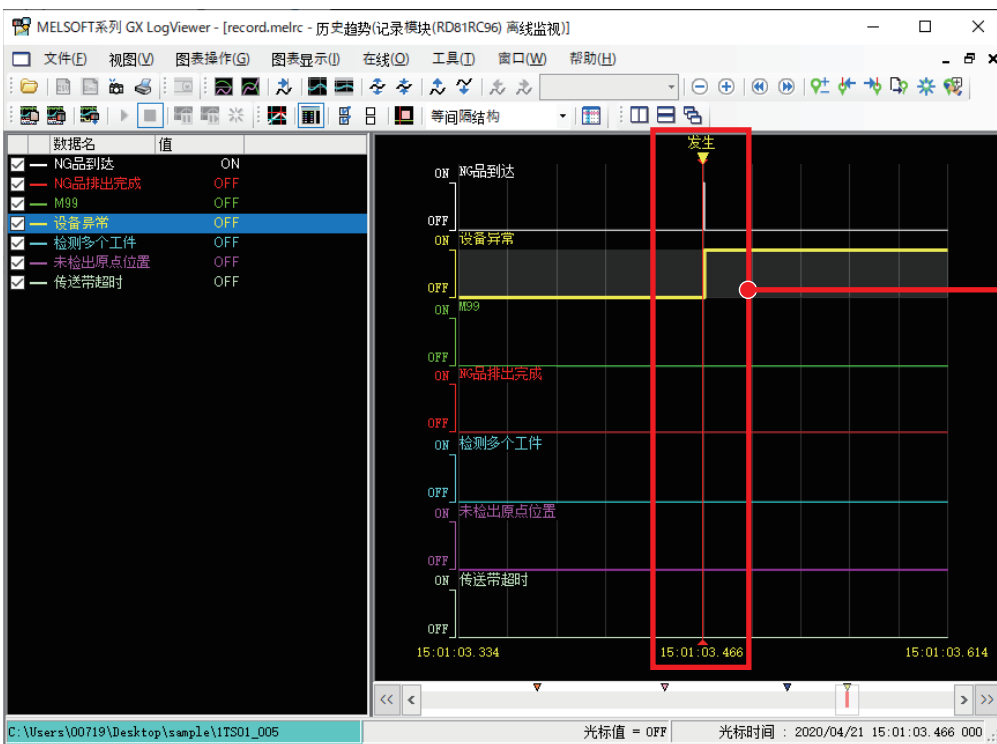 MELSOFT系列 GX LogViewer - [record.melrc - 历史趋势(记录模块(RD81RC96) 离线监视)]
文件(F) 视图(V) 图表操作(G) 图表显示(I) 在线(O) 工具(T) 窗口(W) 帮助(H)
等间隔结构
数据名 值
NG品到达 ON
NG品排出完成 OFF
M99 OFF
设备异常 OFF
检测多个工件 OFF
未检出原点位置 OFF
传送带超时 OFF
发生
ON NG品到达
OFF
ON 设备异常
OFF
ON M99
OFF
ON NG品排出完成
OFF
ON 检测多个工件
OFF
ON 未检出原点位置
OFF
ON 传送带超时
OFF
15:01:03.334 15:01:03.466 15:01:03.614
<< < > >>
C:\Users\00719\Desktop\sample\1TS01_005 光标值 = OFF 光标时间 : 2020/04/21 15:01:03.466 000